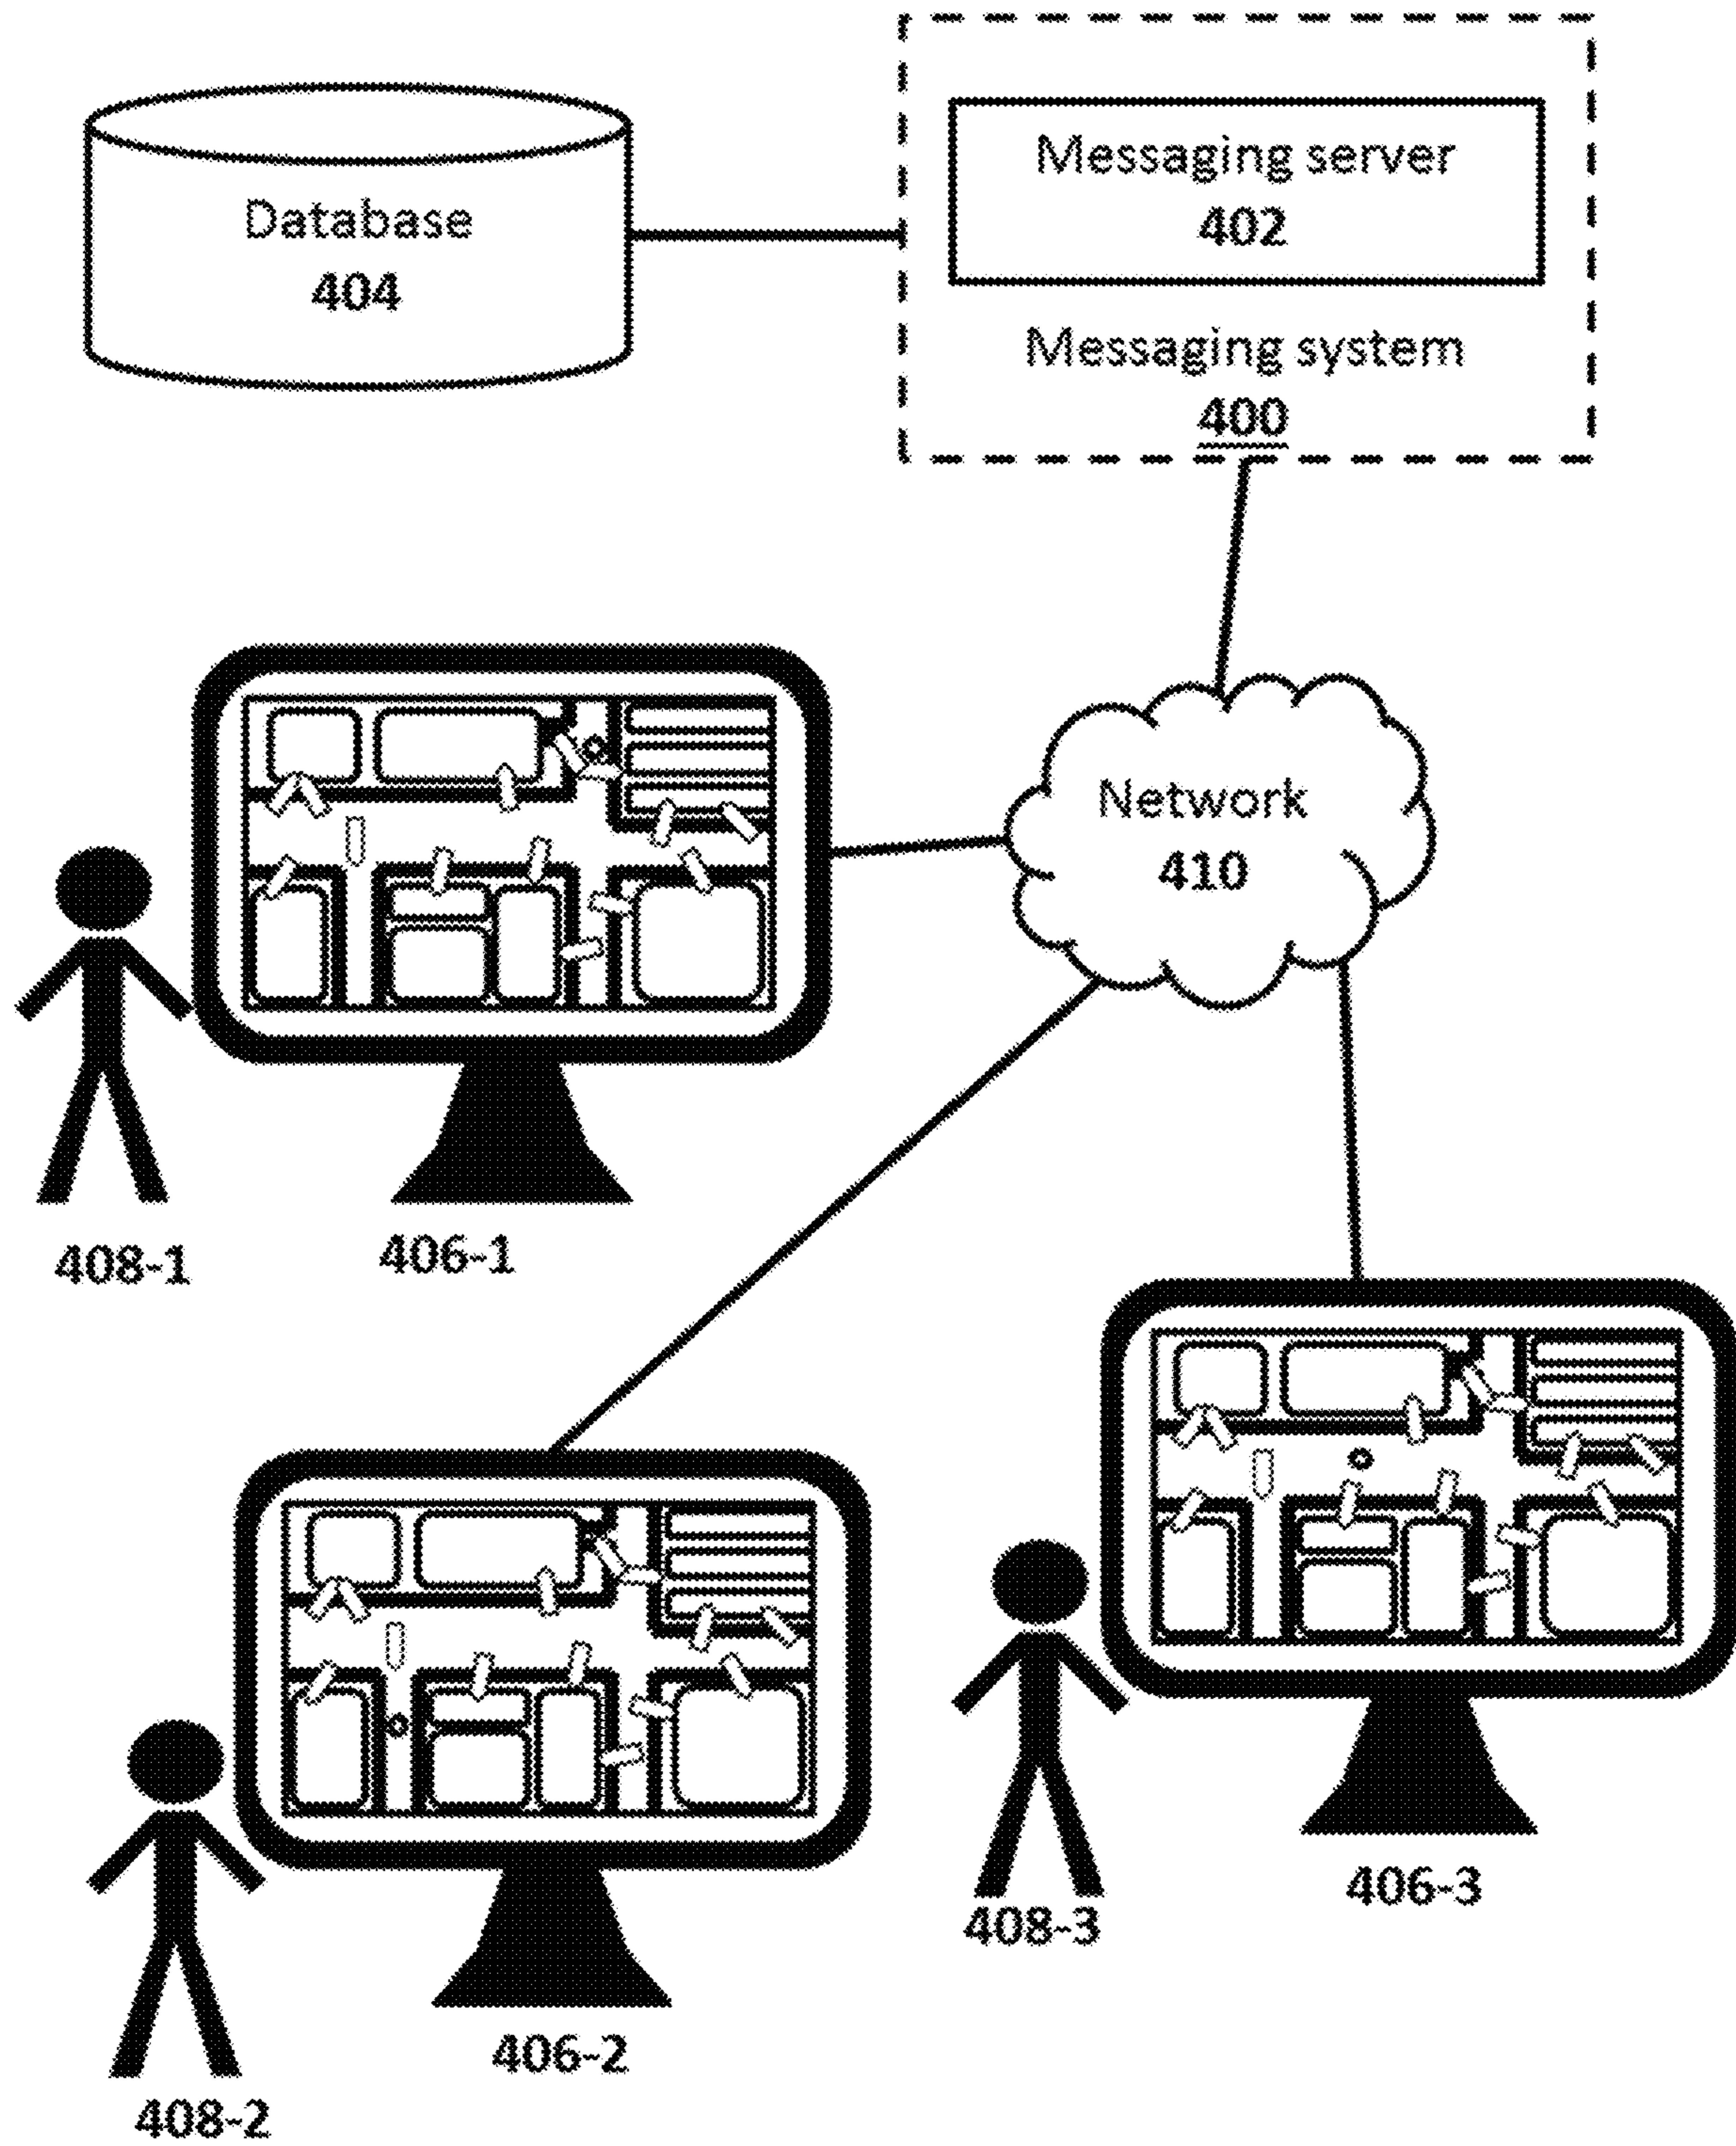 Database
404
Messaging server
402
Messaging system
400
Network
410
408-1
406-1
406-2
408-2
408-3
406-3